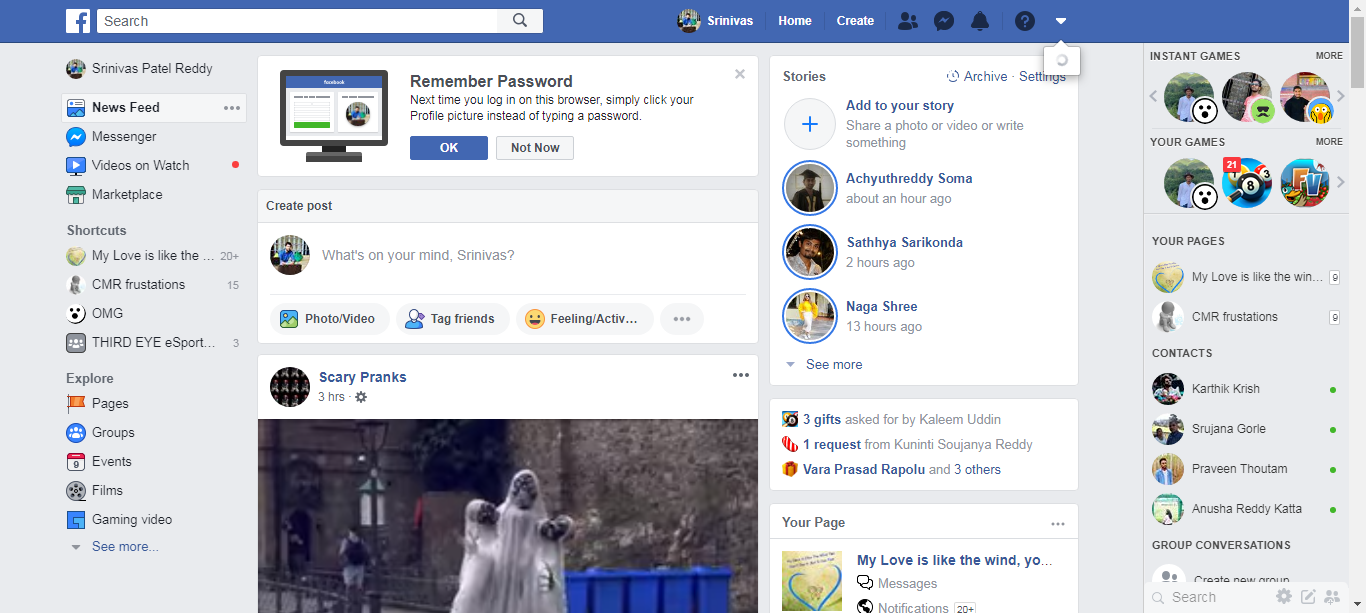 Search
Srinivas
Home
Create
Srinivas Patel Reddy
News Feed
Messenger
Videos on Watch
Marketplace
Shortcuts
My Love is like the ... 20+
CMR frustations 15
OMG
THIRD EYE eSport... 3
Explore
Pages
Groups
9
Events
Films
Gaming video
See more...
facebook
Remember Password
Next time you log in on this browser, simply click your
Profile picture instead of typing a password.
OK
Not Now
Create post
What's on your mind, Srinivas?
Photo/Video
Tag friends
Feeling/Activ...
Scary Pranks
3 hrs ·
Stories
Archive · Settings
Add to your story
Share a photo or video or write
something
Achyuthreddy Soma
about an hour ago
Sathhya Sarikonda
2 hours ago
Naga Shree
13 hours ago
See more
3 gifts asked for by Kaleem Uddin
1 request from Kuninti Soujanya Reddy
Vara Prasad Rapolu and 3 others
Your Page
My Love is like the wind, yo...
Messages
Notifications 20+
INSTANT GAMES MORE
YOUR GAMES MORE
21
8
3
FV
YOUR PAGES
My Love is like the win... 9
CMR frustations 9
CONTACTS
Karthik Krish
Srujana Gorle
Praveen Thoutam
Anusha Reddy Katta
GROUP CONVERSATIONS
Create new group
Search